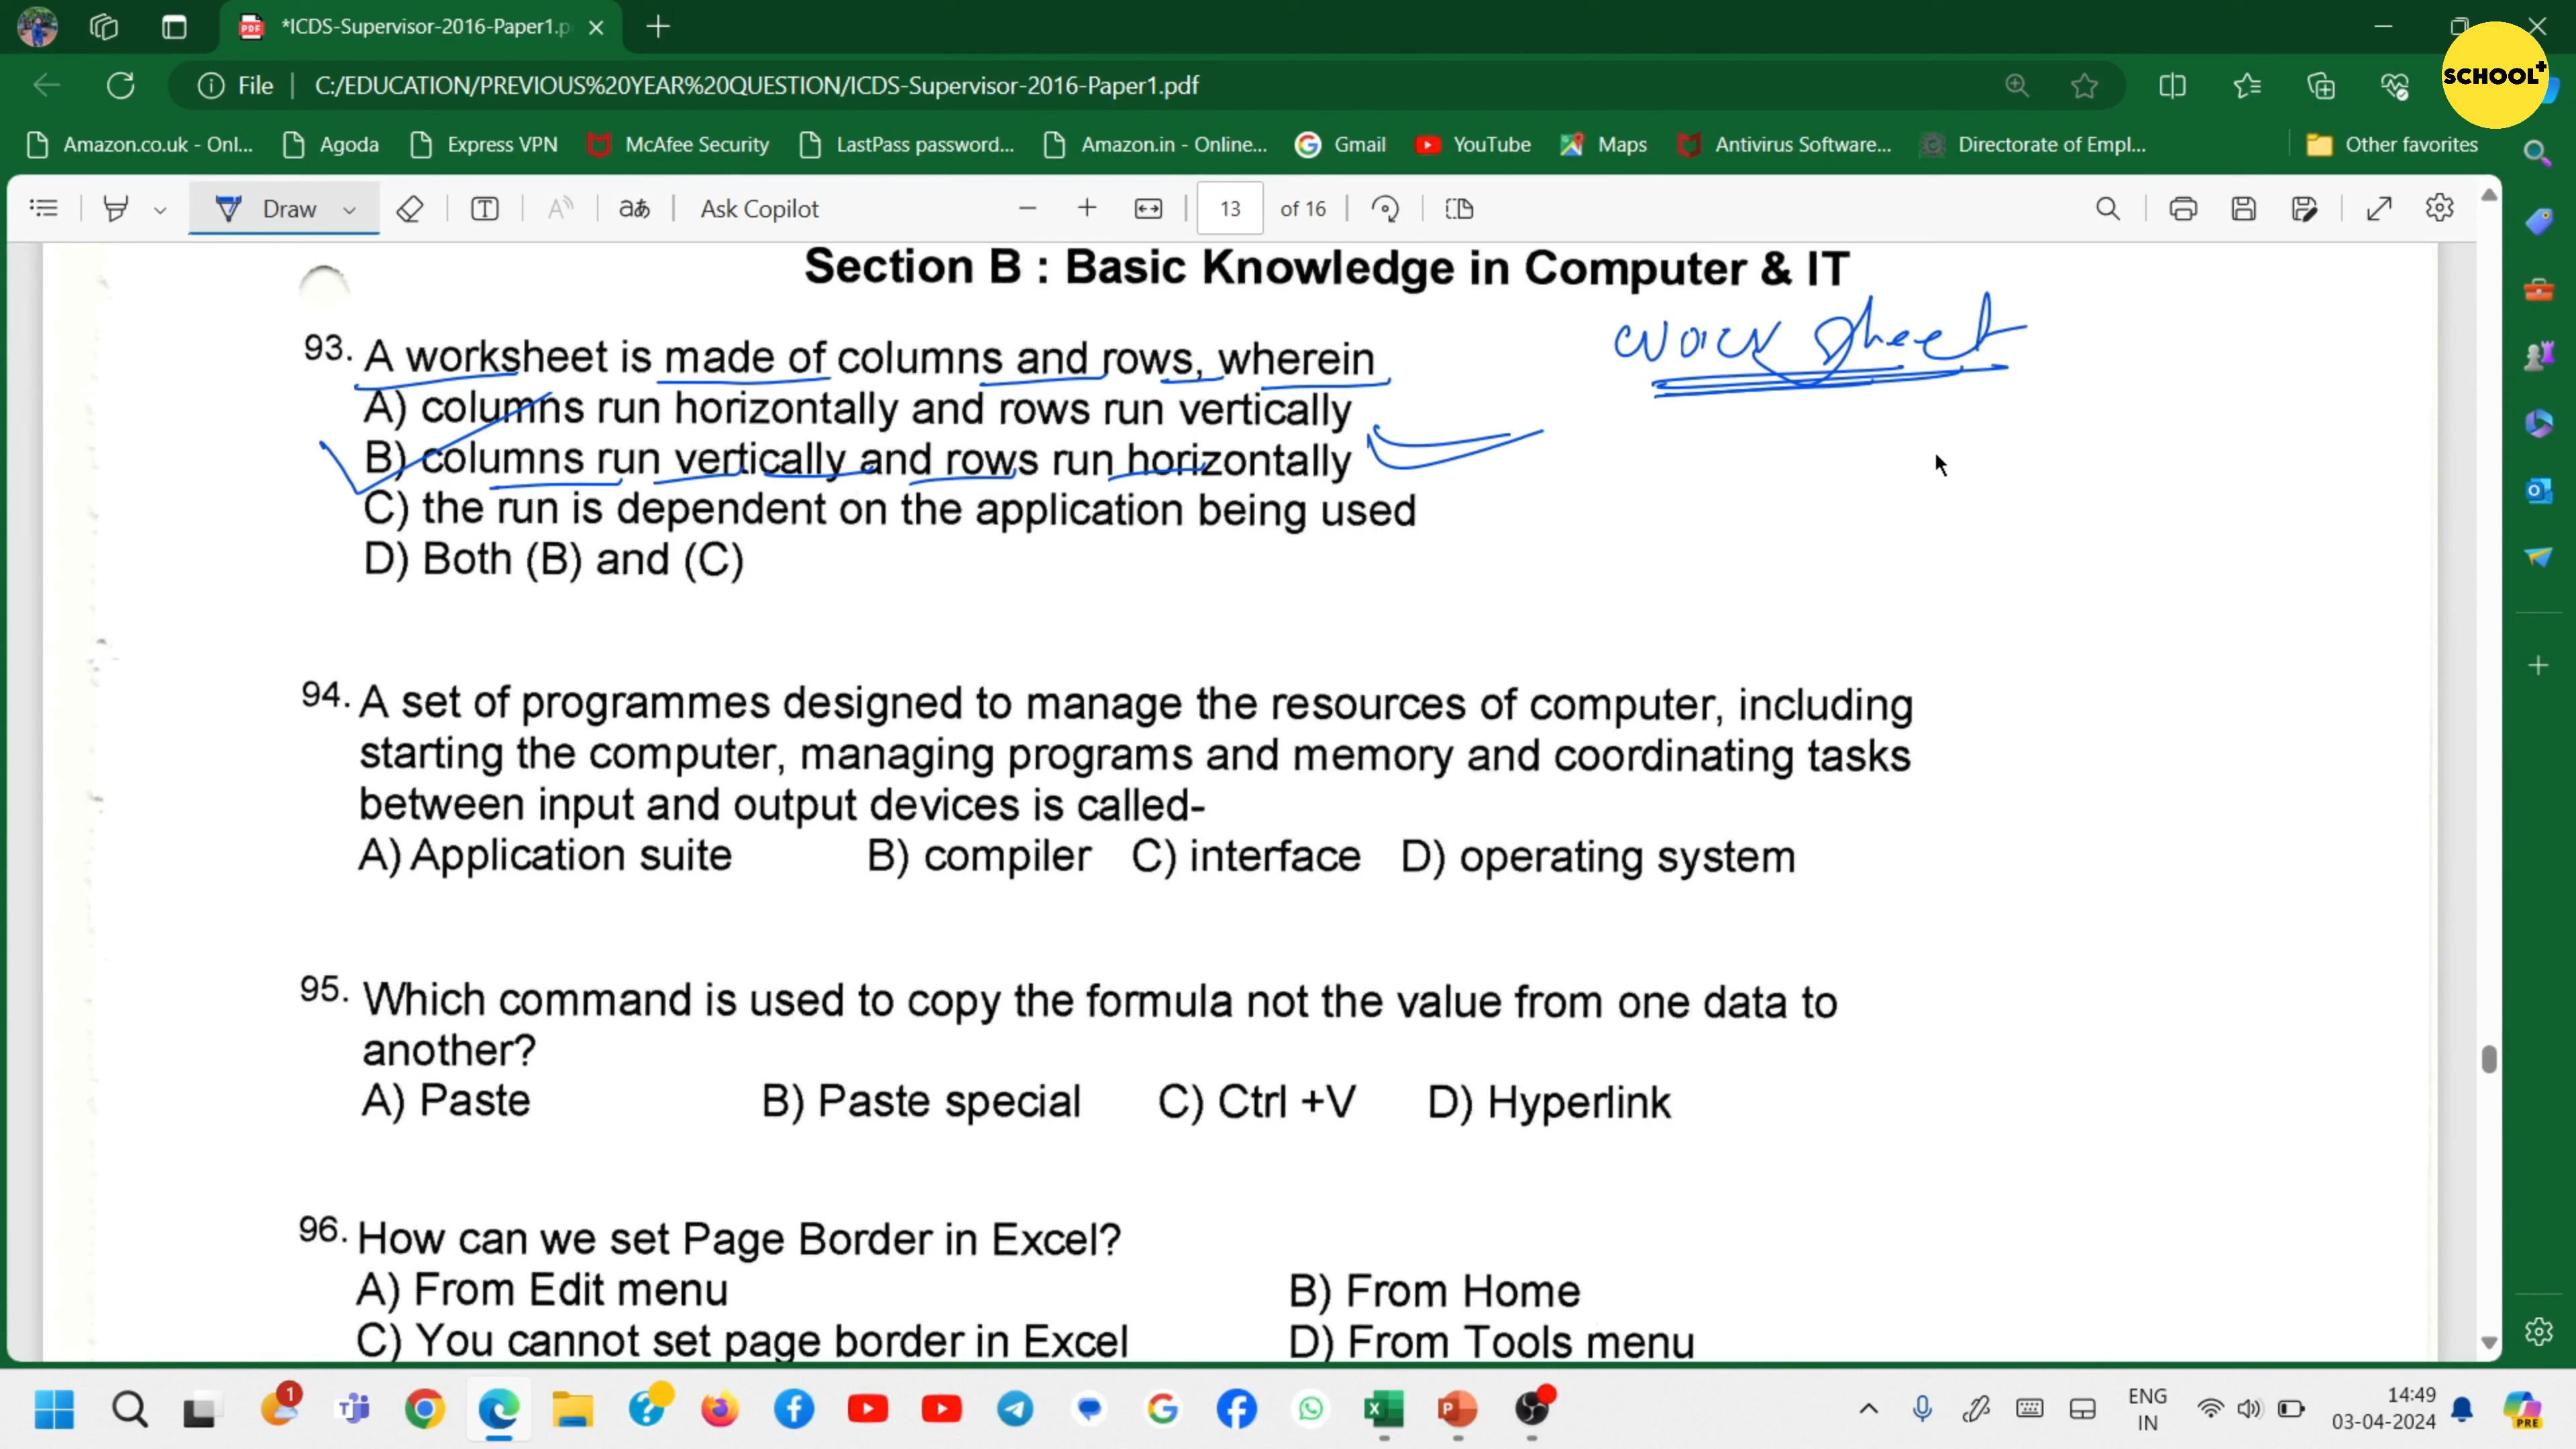 *ICDS-Supervisor-2016-Paper1.p
SCHOOL+
File C:/EDUCATION/PREVIOUS%20YEAR%20QUESTION/ICDS-Supervisor-2016-Paper1.pdf
Amazon.co.uk - Onl... Agoda Express VPN McAfee Security LastPass password... Amazon.in - Online... Gmail YouTube Maps Antivirus Software... Directorate of Empl... Other favorites
Draw Ask Copilot 13 of 16
Section B : Basic Knowledge in Computer & IT
93. A worksheet is made of columns and rows, wherein
work sheet
A) columns run horizontally and rows run vertically
B) columns run vertically and rows run horizontally
C) the run is dependent on the application being used
D) Both (B) and (C)
94. A set of programmes designed to manage the resources of computer, including
starting the computer, managing programs and memory and coordinating tasks
between input and output devices is called-
A) Application suite B) compiler C) interface D) operating system
95. Which command is used to copy the formula not the value from one data to
another?
A) Paste B) Paste special C) Ctrl +V D) Hyperlink
96. How can we set Page Border in Excel?
A) From Edit menu B) From Home
C) You cannot set page border in Excel D) From Tools menu
1 ENG 14:49
IN 03-04-2024 PRE